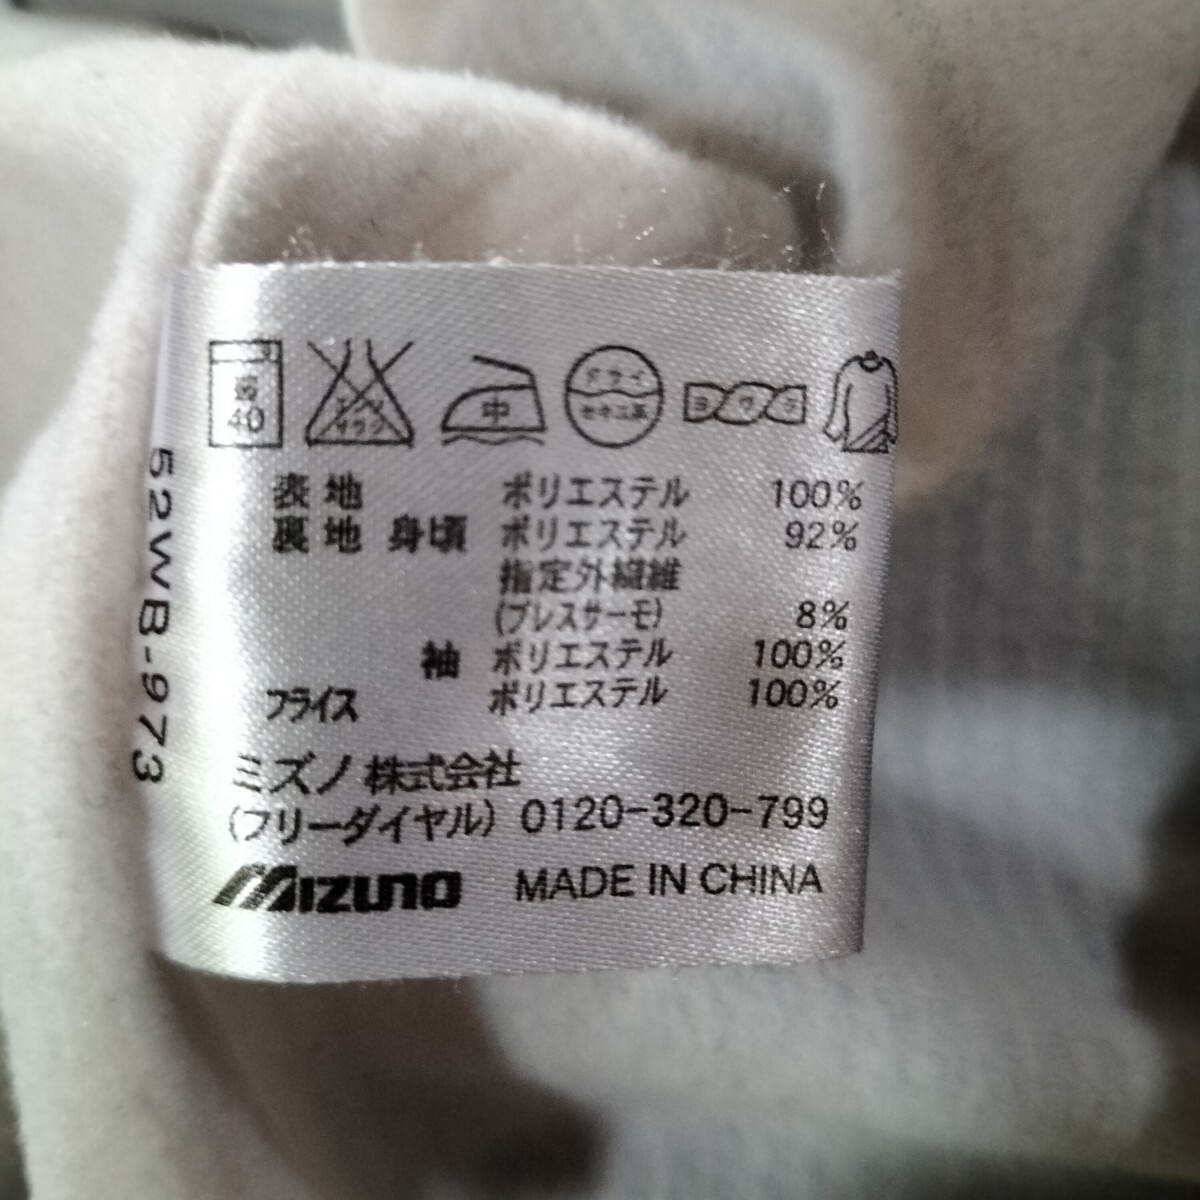 40
エンソ
サラシ
中
ドライ
セキユ系
ヨワク
52WB-973
表地 ポリエステル 100%
裏地 身頃 ポリエステル 92%
指定外繊維
(ブレスサーモ) 8%
袖 ポリエステル 100%
フライス ポリエステル 100%
ミズノ株式会社
(フリーダイヤル) 0120-320-799
MIZUNO MADE IN CHINA